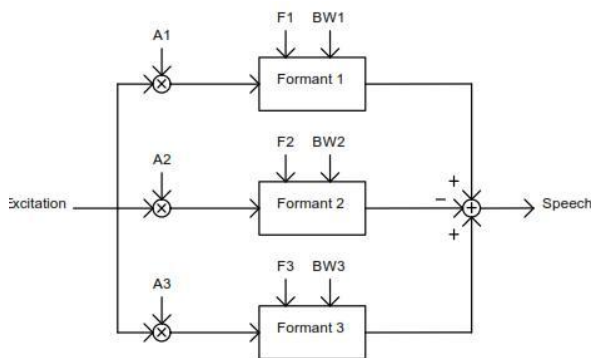 F1 BW1
A1
Formant 1
F2 BW2
A2
+
Excitation
Formant 2
−
+
Speech
+
F3 BW3
A3
Formant 3